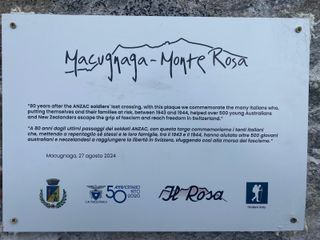 Macugnaga - Monte Rosa
"80 years after the ANZAC soldiers' last crossing, with this plaque we commemorate the many Italians who,
putting themselves and their families at risk, between 1943 and 1944, helped over 500 young Australians
and New Zealanders escape the grip of fascism and reach freedom in Switzerland."
"A 80 anni dagli ultimi passaggi dei soldati ANZAC, con questa targa commemoriamo i tanti italiani
che, mettendo a repentaglio sé stessi e le loro famiglie, tra il 1943 e il 1944, hanno aiutato oltre 500 giovani
australiani e neozelandesi a raggiungere la libertà in Svizzera, sfuggendo così alla morsa del fascismo."
Macugnaga, 27 agosto 2024
50 ANNIVERSARIO
1970
2020
Il Rosa